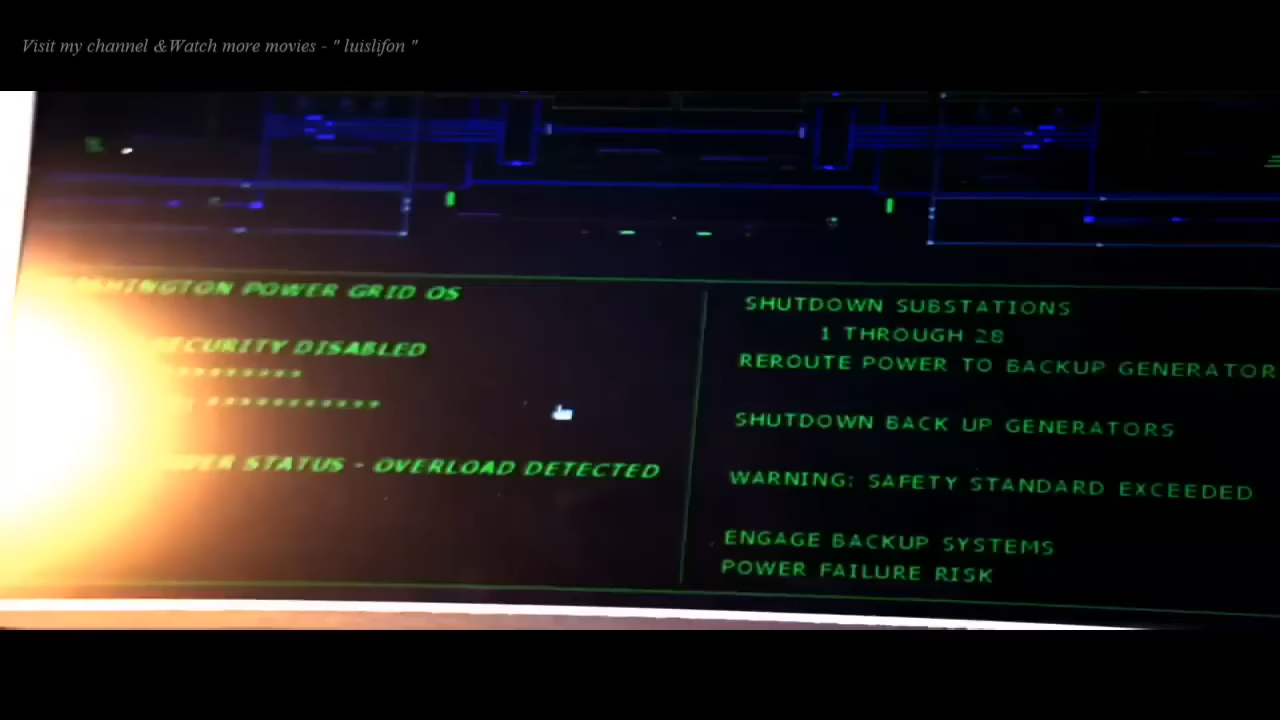 Visit my channel &Watch more movies - " luislifon "
POWER GRID OS
DISABLED
*********
***********
STATUS - OVERLOAD DETECTED
SHUTDOWN SUBSTATIONS
1 THROUGH 28
REROUTE POWER TO BACKUP GENERATOR
SHUTDOWN BACK UP GENERATORS
WARNING: SAFETY STANDARD EXCEEDED
ENGAGE BACKUP SYSTEMS
POWER FAILURE RISK